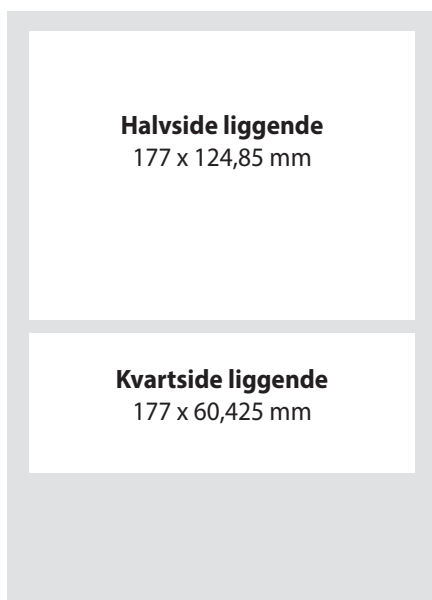 Halvside liggende
177 x 124,85 mm
Kvartside liggende
177 x 60,425 mm